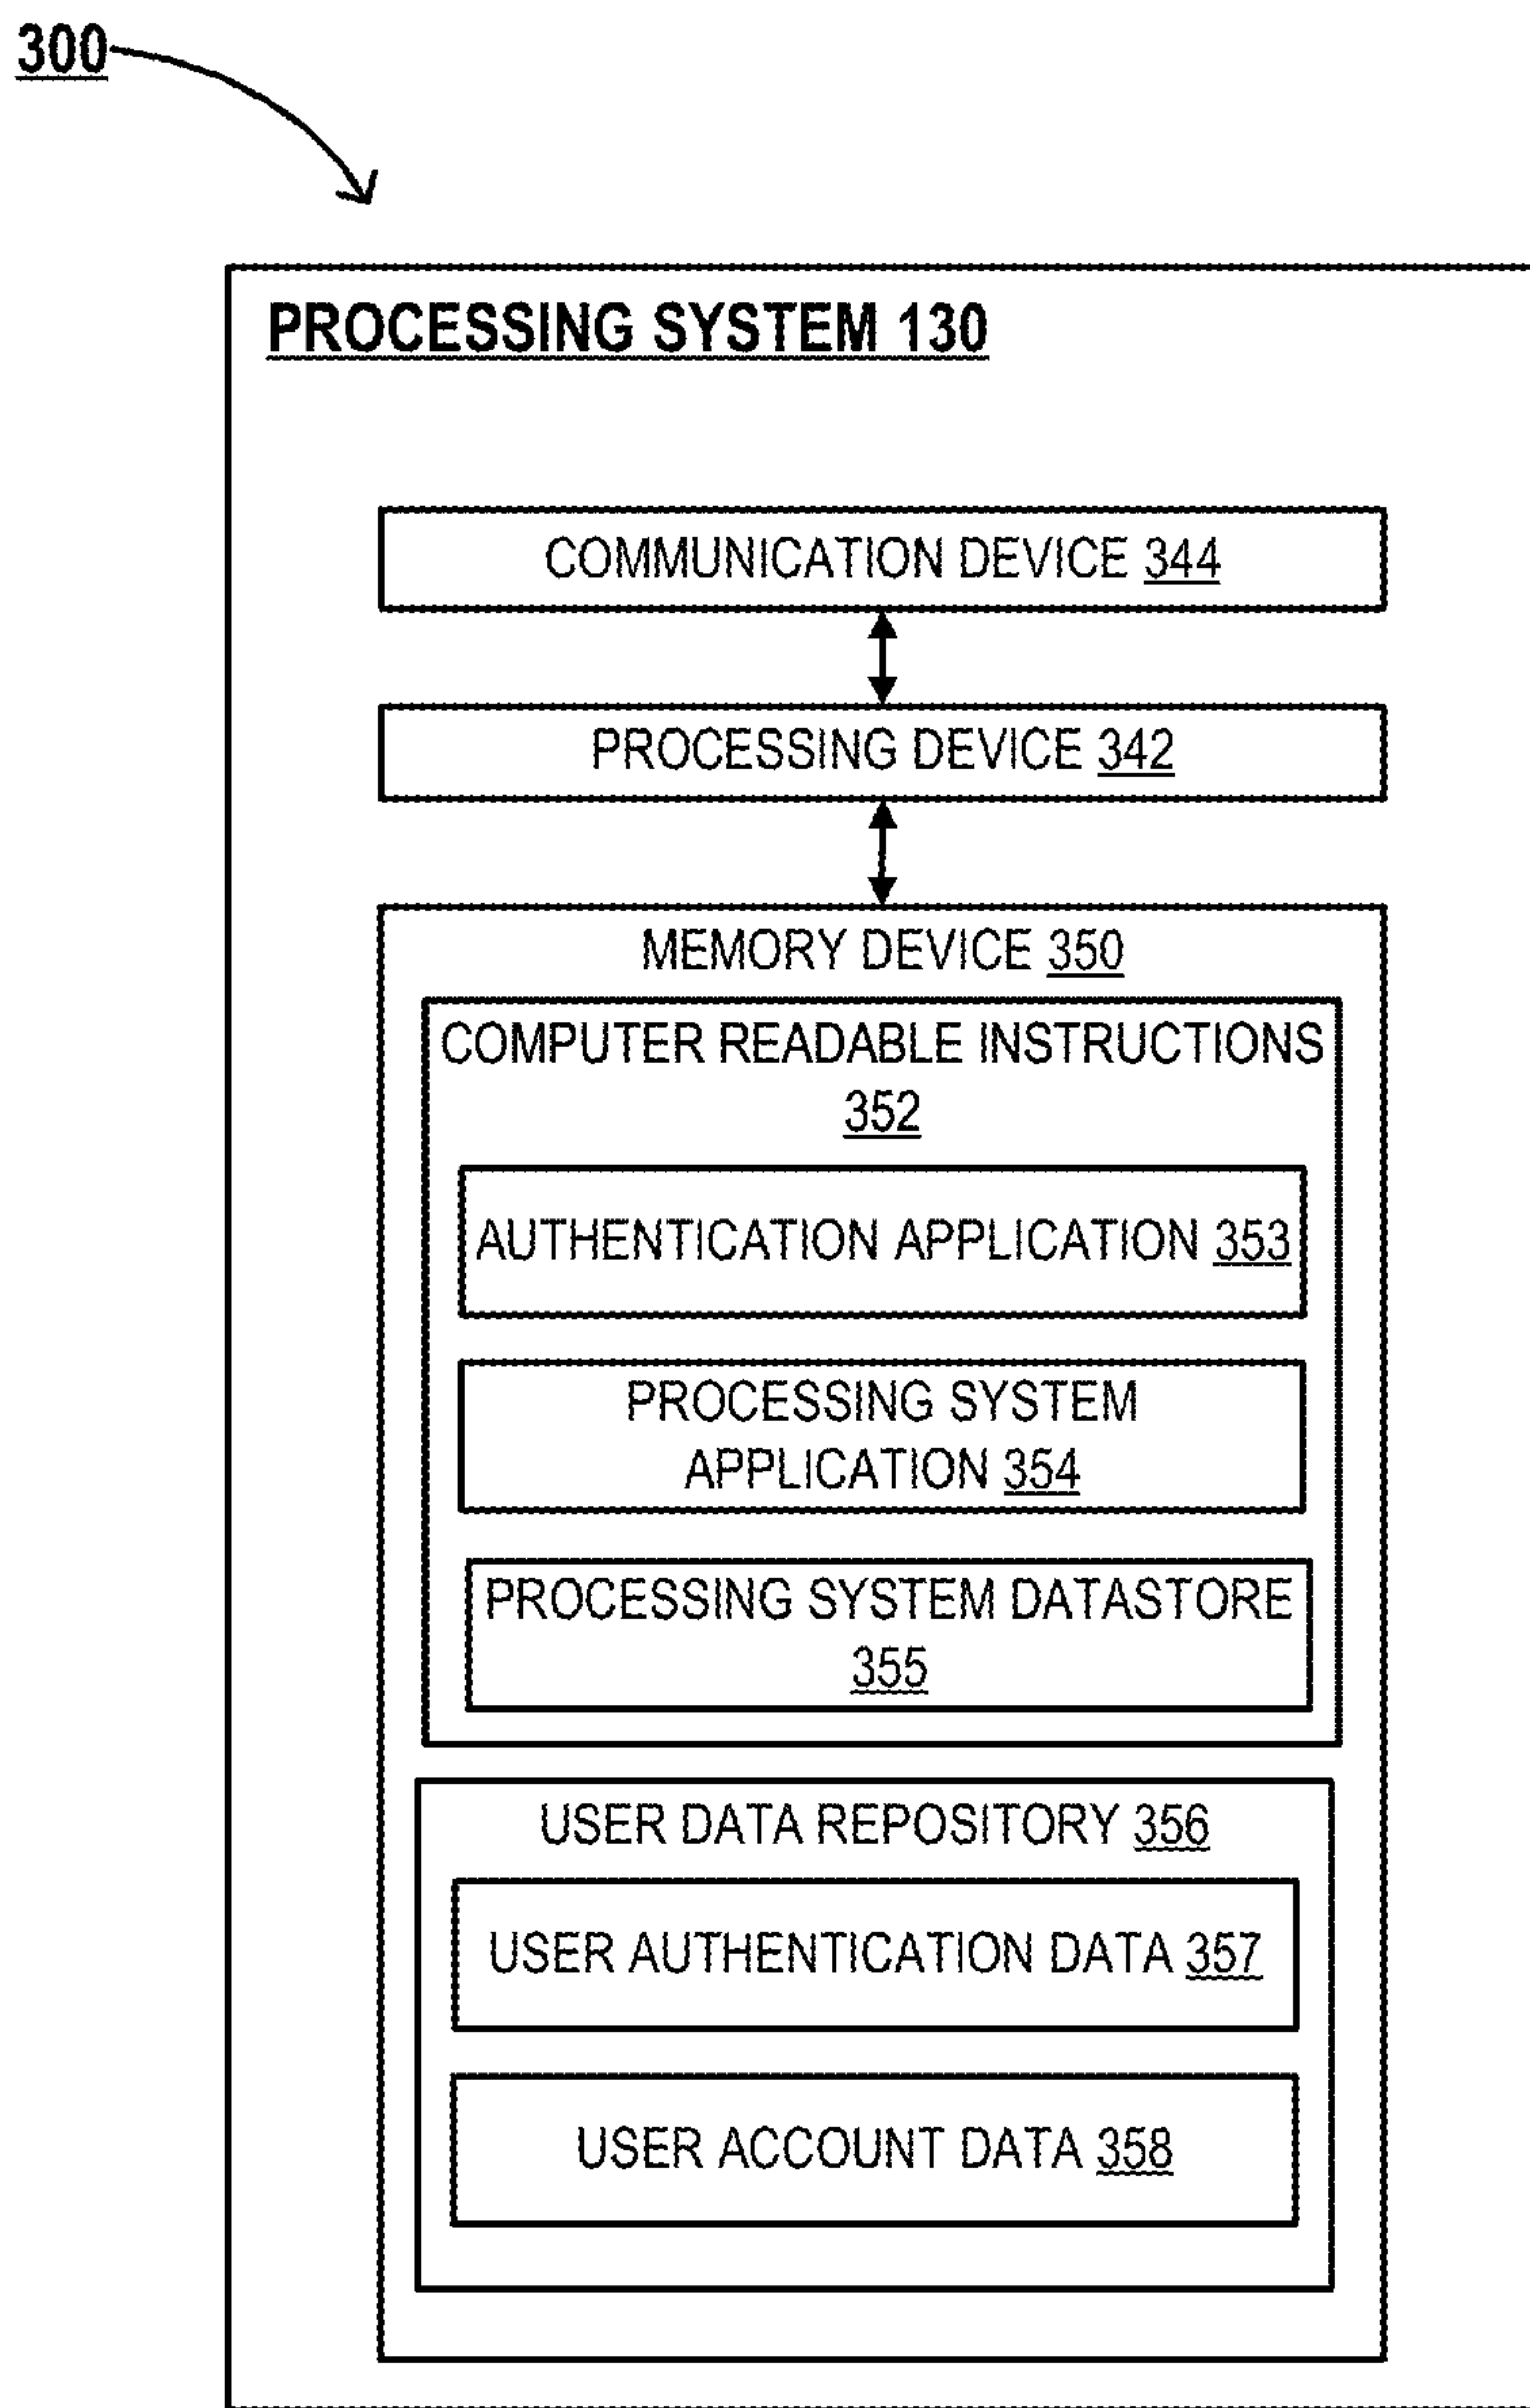 300
PROCESSING SYSTEM 130
COMMUNICATION DEVICE 344
PROCESSING DEVICE 342
MEMORY DEVICE 350
COMPUTER READABLE INSTRUCTIONS
352
AUTHENTICATION APPLICATION 353
PROCESSING SYSTEM
APPLICATION 354
PROCESSING SYSTEM DATASTORE
355
USER DATA REPOSITORY 356
USER AUTHENTICATION DATA 357
USER ACCOUNT DATA 358